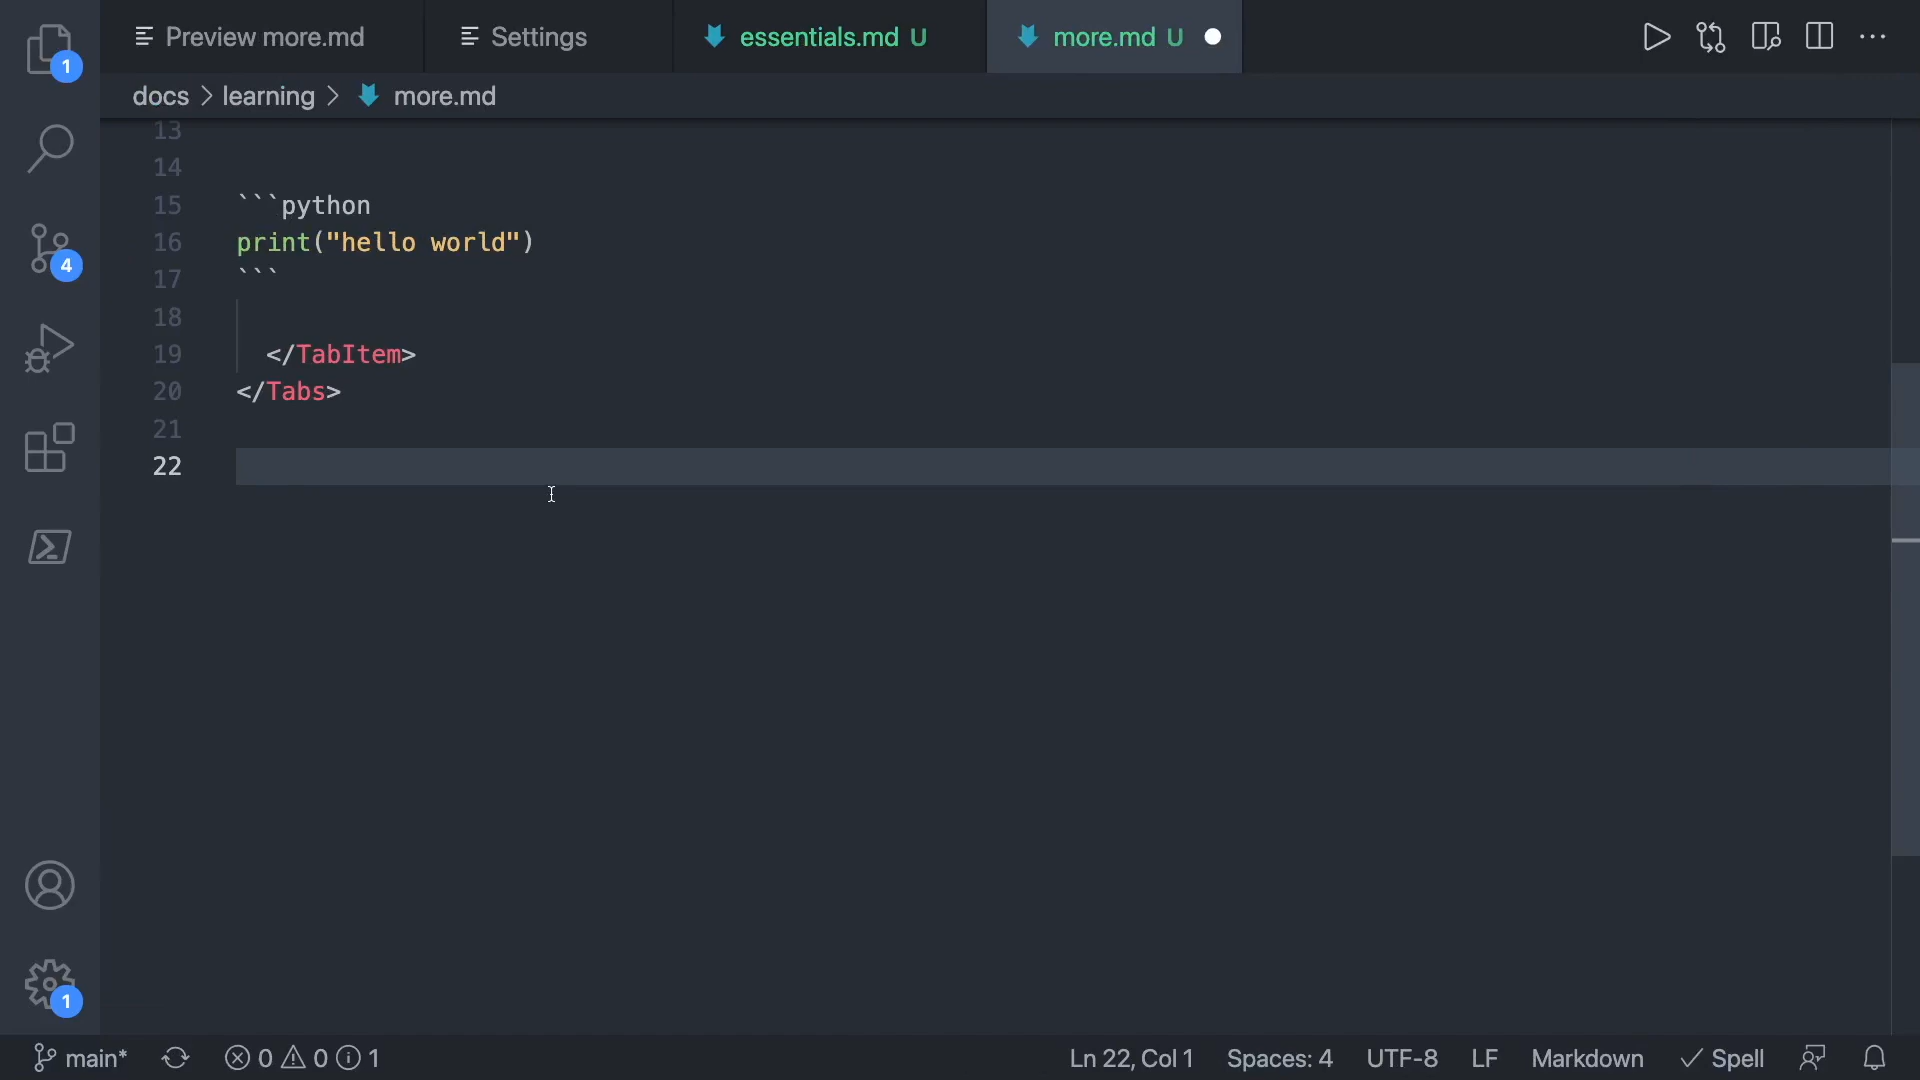 Preview more.md
Settings
essentials.md U
more.md U
docs > learning > more.md
13
14
15 ```python
16 print("hello world")
17 ```
18
19 </TabItem>
20 </Tabs>
21
22
1
4
1
main*
0 0 1
Ln 22, Col 1
Spaces: 4
UTF-8
LF
Markdown
Spell